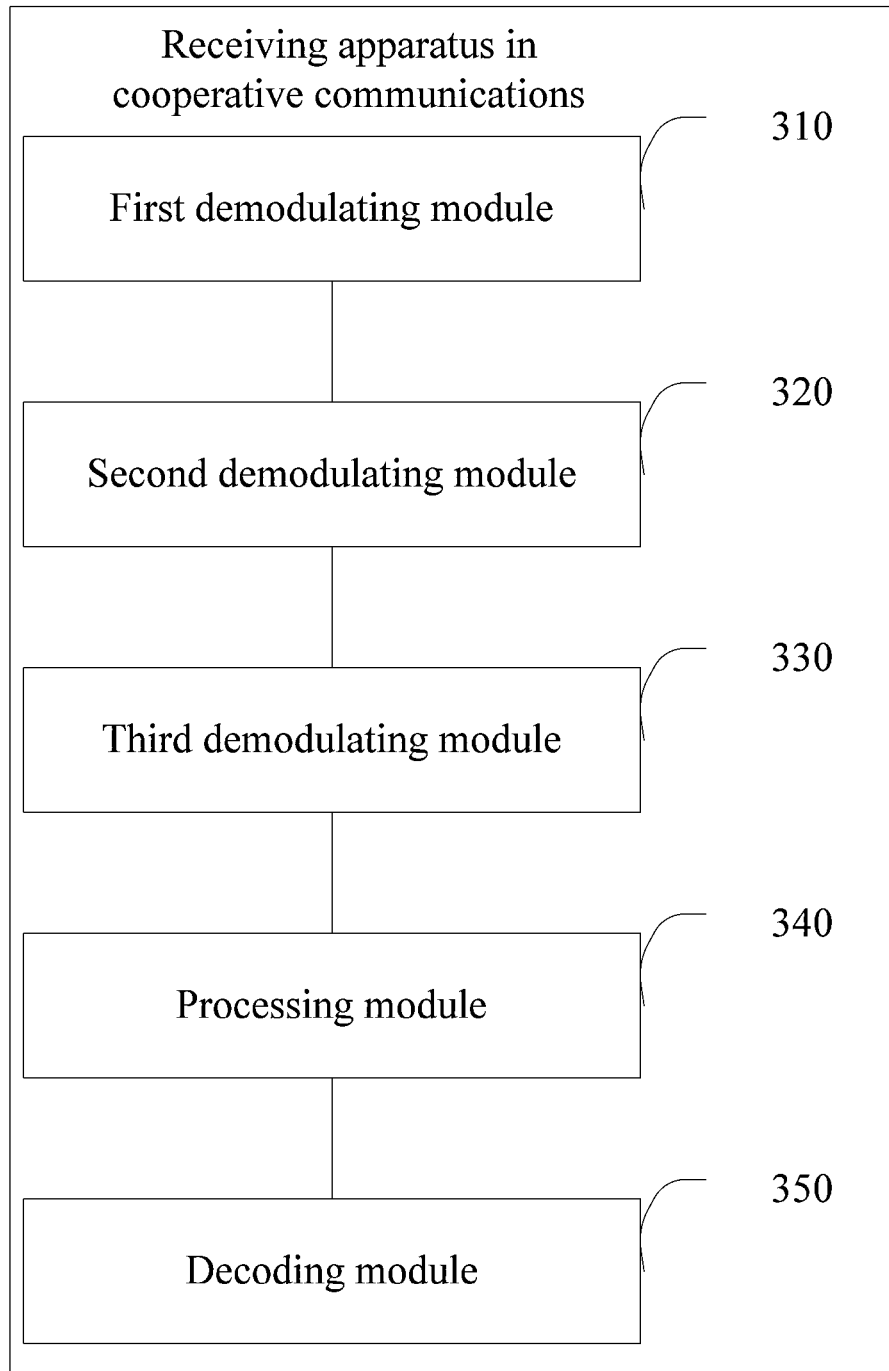 Receiving apparatus in
cooperative communications
310
First demodulating module
320
Second demodulating module
330
Third demodulating module
340
Processing module
350
Decoding module